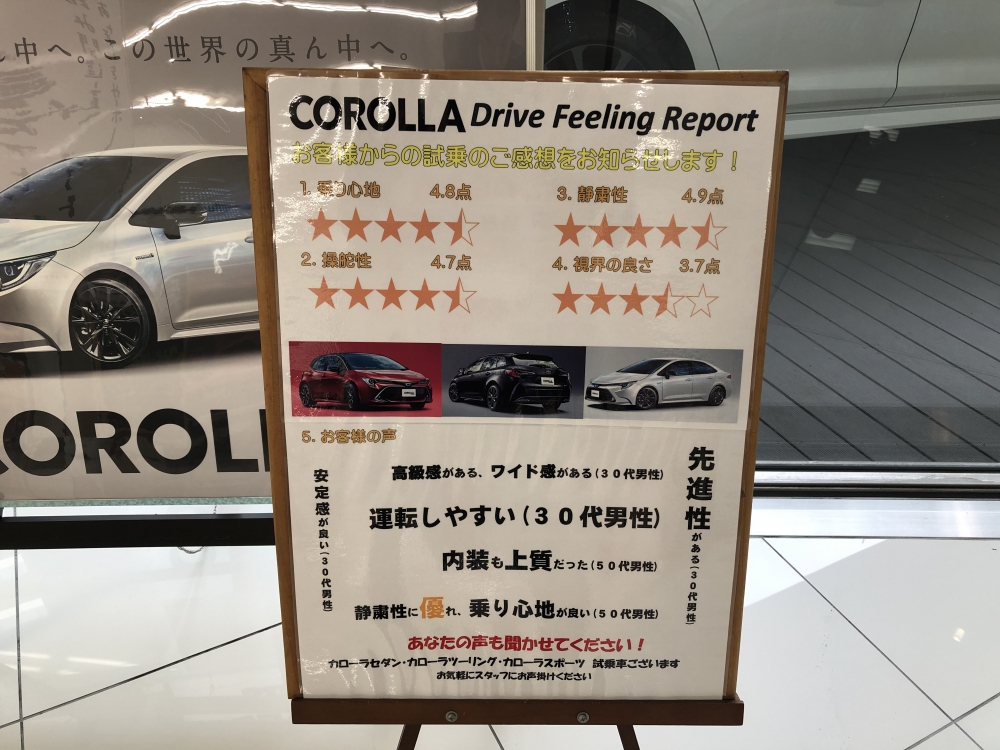 中へ。この世界の真ん中へ。
COROLLA Drive Feeling Report
お客様からの試乗のご感想をお知らせします！
1. 乗り心地 4.8点
3. 静粛性 4.9点
2. 操舵性 4.7点
4. 視界の良さ 3.7点
COROLL
5. お客様の声
安定感が良い(30代男性)
高級感がある、ワイド感がある(30代男性)
運転しやすい(30代男性)
内装も上質だった(50代男性)
静粛性に優れ、乗り心地が良い(50代男性)
先進性がある(30代男性)
あなたの声も聞かせてください！
カローラセダン・カローラツーリング・カローラスポーツ 試乗車ございます
お気軽にスタッフにお声掛けください